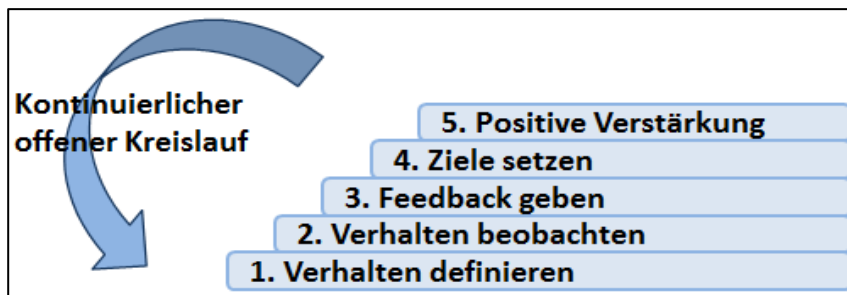 Kontinuierlicher
offener Kreislauf
5. Positive Verstärkung
4. Ziele setzen
3. Feedback geben
2. Verhalten beobachten
1. Verhalten definieren